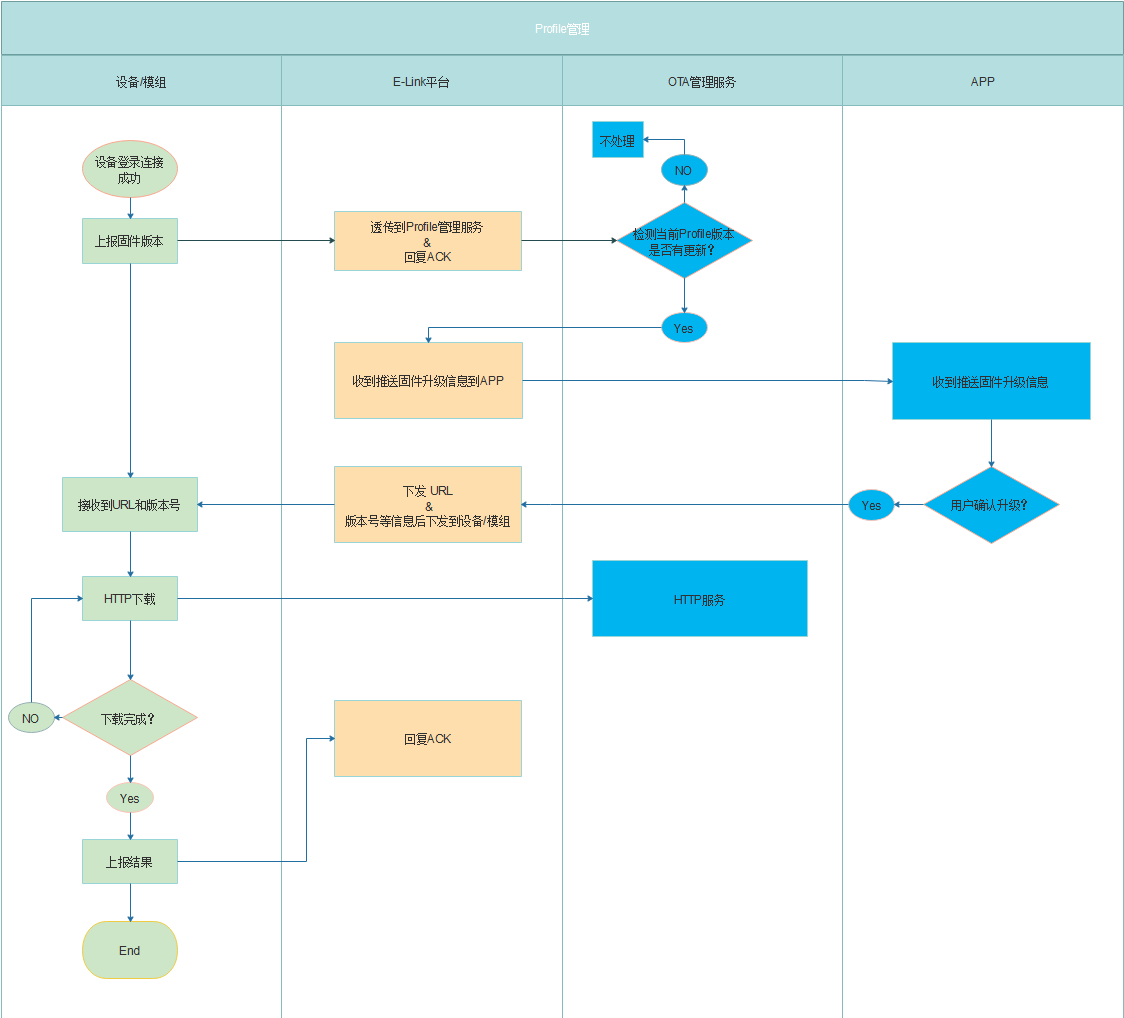 Profile管理
设备/模组
E-Link平台
OTA管理服务
APP
不处理
设备登录连接
成功
NO
上报固件版本
透传到Profile管理服务
&
回复ACK
检测当前Profile版本
是否有更新?
Yes
收到推送固件升级信息到APP
收到推送固件升级信息
接收到URL和版本号
下发 URL
&
版本号等信息后下发到设备/模组
Yes
用户确认升级?
HTTP下载
HTTP服务
NO
下载完成?
回复ACK
Yes
上报结果
End